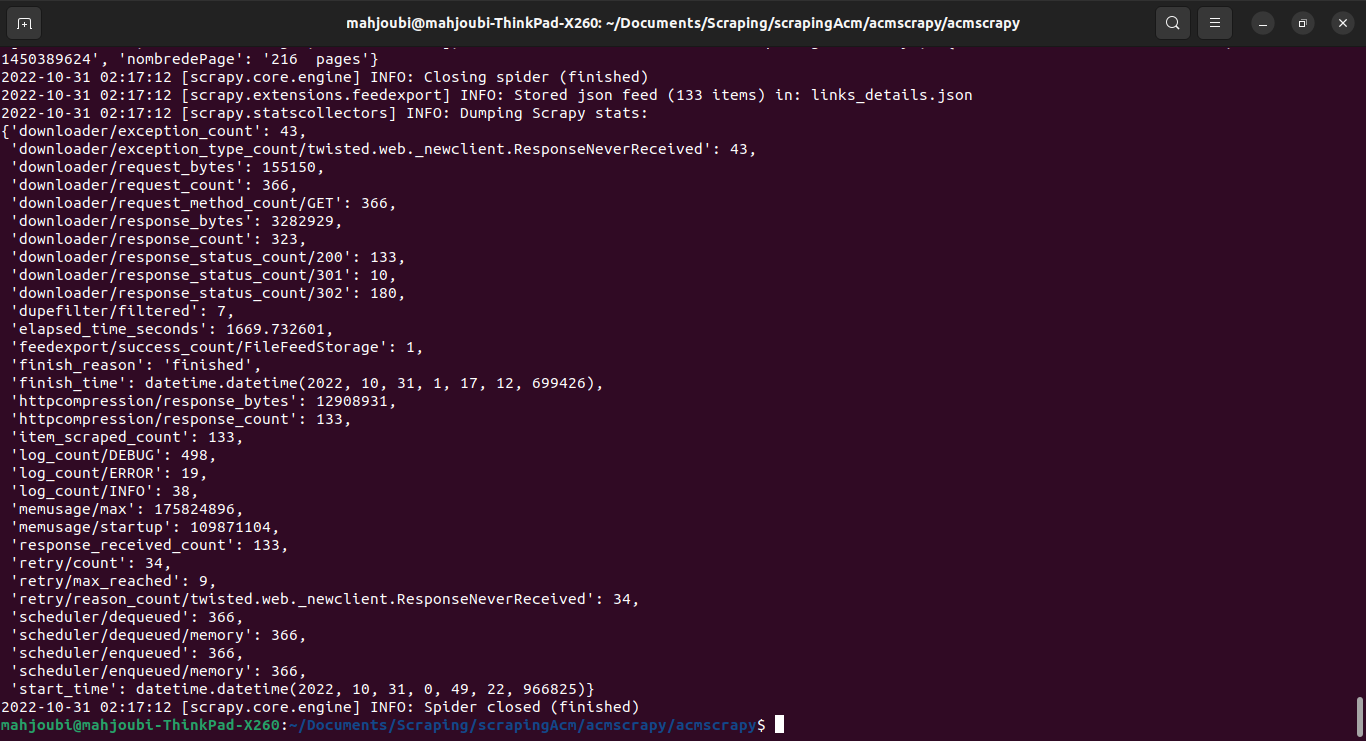 mahjoubi@mahjoubi-ThinkPad-X260: ~/Documents/Scraping/scrapingAcm/acmscrapy/acmscrapy
1450389624', 'nombredePage': '216  pages'}
2022-10-31 02:17:12 [scrapy.core.engine] INFO: Closing spider (finished)
2022-10-31 02:17:12 [scrapy.extensions.feedexport] INFO: Stored json feed (133 items) in: links_details.json
2022-10-31 02:17:12 [scrapy.statscollectors] INFO: Dumping Scrapy stats:
{'downloader/exception_count': 43,
 'downloader/exception_type_count/twisted.web._newclient.ResponseNeverReceived': 43,
 'downloader/request_bytes': 155150,
 'downloader/request_count': 366,
 'downloader/request_method_count/GET': 366,
 'downloader/response_bytes': 3282929,
 'downloader/response_count': 323,
 'downloader/response_status_count/200': 133,
 'downloader/response_status_count/301': 10,
 'downloader/response_status_count/302': 180,
 'dupefilter/filtered': 7,
 'elapsed_time_seconds': 1669.732601,
 'feedexport/success_count/FileFeedStorage': 1,
 'finish_reason': 'finished',
 'finish_time': datetime.datetime(2022, 10, 31, 1, 17, 12, 699426),
 'httpcompression/response_bytes': 12908931,
 'httpcompression/response_count': 133,
 'item_scraped_count': 133,
 'log_count/DEBUG': 498,
 'log_count/ERROR': 19,
 'log_count/INFO': 38,
 'memusage/max': 175824896,
 'memusage/startup': 109871104,
 'response_received_count': 133,
 'retry/count': 34,
 'retry/max_reached': 9,
 'retry/reason_count/twisted.web._newclient.ResponseNeverReceived': 34,
 'scheduler/dequeued': 366,
 'scheduler/dequeued/memory': 366,
 'scheduler/enqueued': 366,
 'scheduler/enqueued/memory': 366,
 'start_time': datetime.datetime(2022, 10, 31, 0, 49, 22, 966825)}
2022-10-31 02:17:12 [scrapy.core.engine] INFO: Spider closed (finished)
mahjoubi@mahjoubi-ThinkPad-X260:~/Documents/Scraping/scrapingAcm/acmscrapy/acmscrapy$